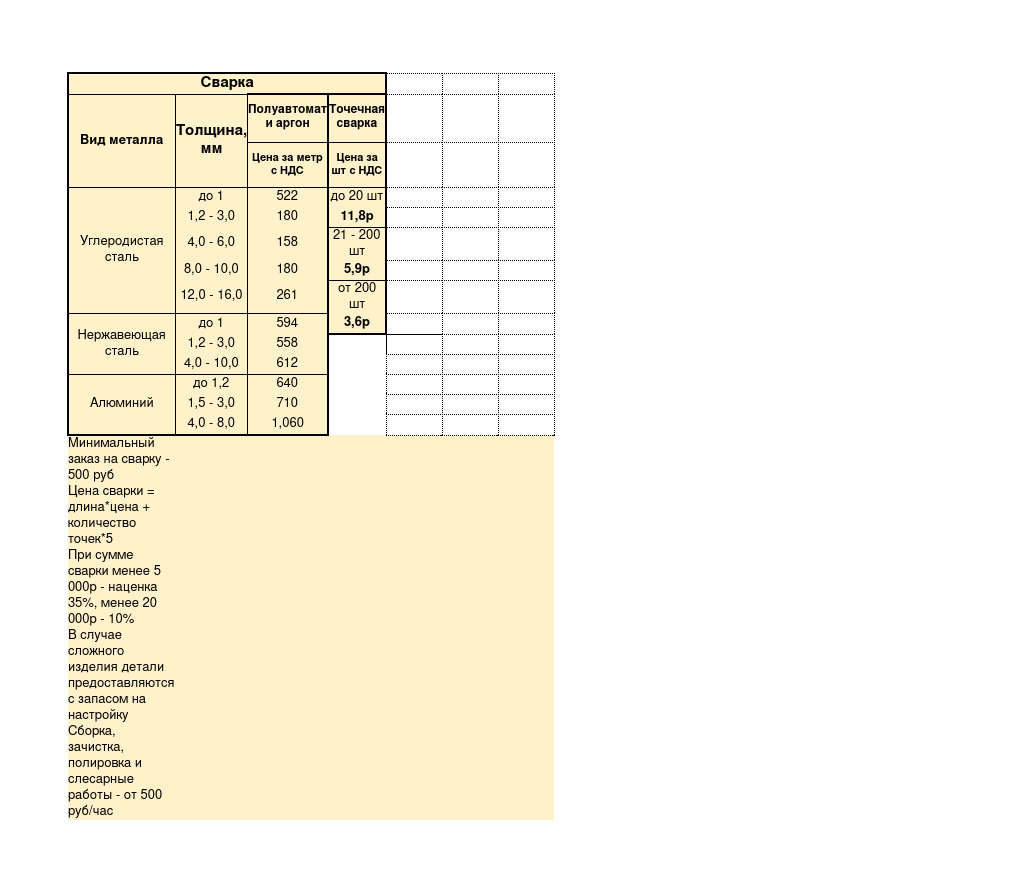 Сварка
Вид металла
Толщина,
мм
Полуавтомат
и аргон
Точечная
сварка
Цена за метр
с НДС
Цена за
шт с НДС
Углеродистая
сталь
до 1
522
до 20 шт
1,2 - 3,0
180
11,8р
4,0 - 6,0
158
21 - 200
шт
8,0 - 10,0
180
5,9р
12,0 - 16,0
261
от 200
шт
Нержавеющая
сталь
до 1
594
3,6р
1,2 - 3,0
558
4,0 - 10,0
612
Алюминий
до 1,2
640
1,5 - 3,0
710
4,0 - 8,0
1,060
Минимальный
заказ на сварку -
500 руб
Цена сварки =
длина*цена +
количество
точек*5
При сумме
сварки менее 5
000р - наценка
35%, менее 20
000р - 10%
В случае
сложного
изделия детали
предоставляются
с запасом на
настройку
Сборка,
зачистка,
полировка и
слесарные
работы - от 500
руб/час